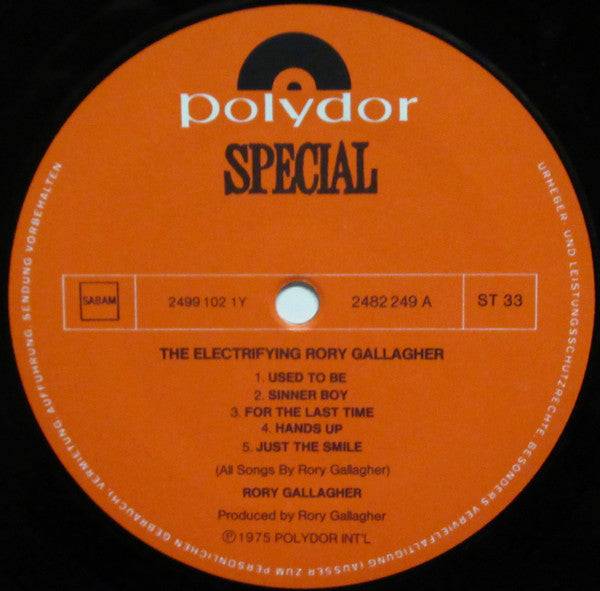 polydor
SPECIAL
SABAM
2499 102 1Y
2482 249 A
ST 33
THE ELECTRIFYING RORY GALLAGHER
1. USED TO BE
2. SINNER BOY
3. FOR THE LAST TIME
4. HANDS UP
5. JUST THE SMILE
(All Songs By Rory Gallagher)
RORY GALLAGHER
Produced by Rory Gallagher
Ⓟ 1975 POLYDOR INT'L
URHEBER- UND LEISTUNGSSCHUTZRECHTE, BESONDERS VERVIELFÄLTIGUNG (AUSSER ZUM PERSÖNLICHEN GEBRAUCH), VERMIETUNG, AUFFÜHRUNG, SENDUNG VORBEHALTEN